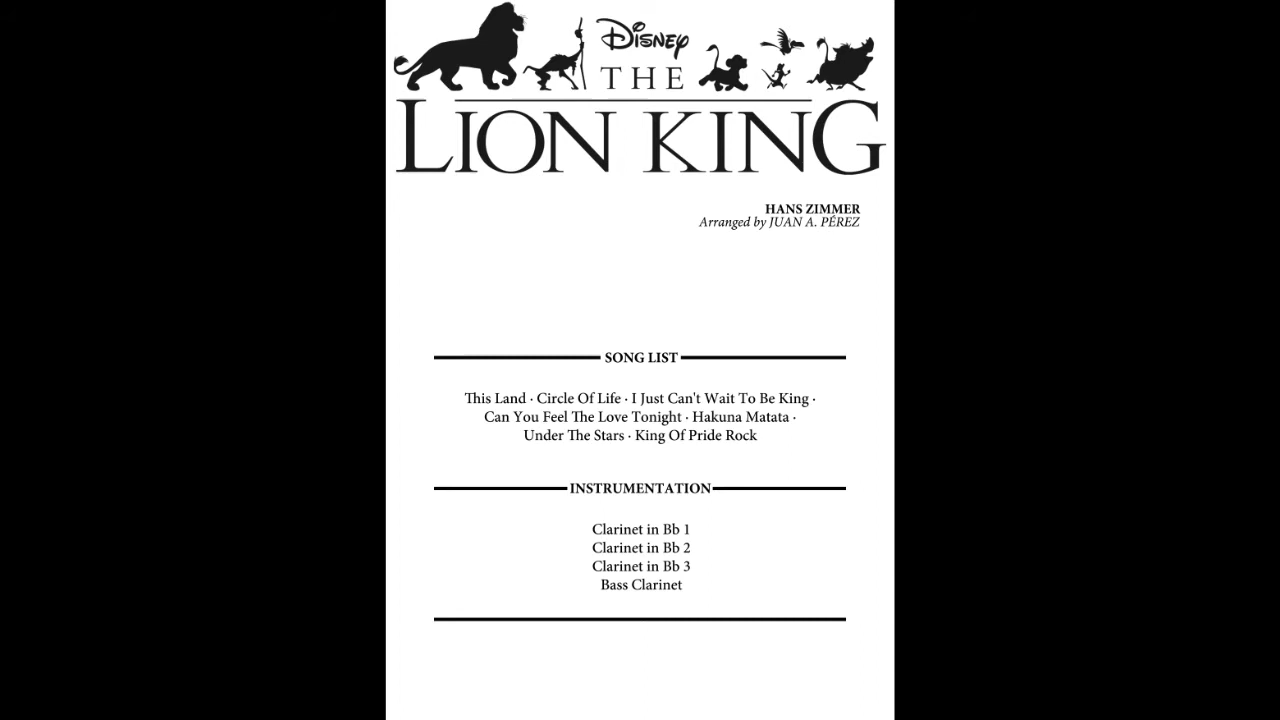 DISNEY
THE
LION KING
HANS ZIMMER
Arranged by JUAN A. PÉREZ
SONG LIST
This Land · Circle Of Life · I Just Can't Wait To Be King ·
Can You Feel The Love Tonight · Hakuna Matata ·
Under The Stars · King Of Pride Rock
INSTRUMENTATION
Clarinet in Bb 1
Clarinet in Bb 2
Clarinet in Bb 3
Bass Clarinet